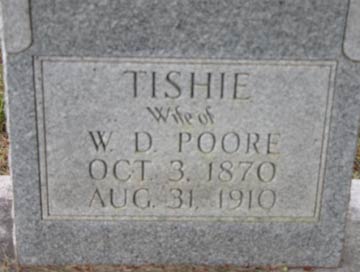 TISHIE
Wife of
W. D. POORE
OCT. 3, 1870
AUG. 31, 1910